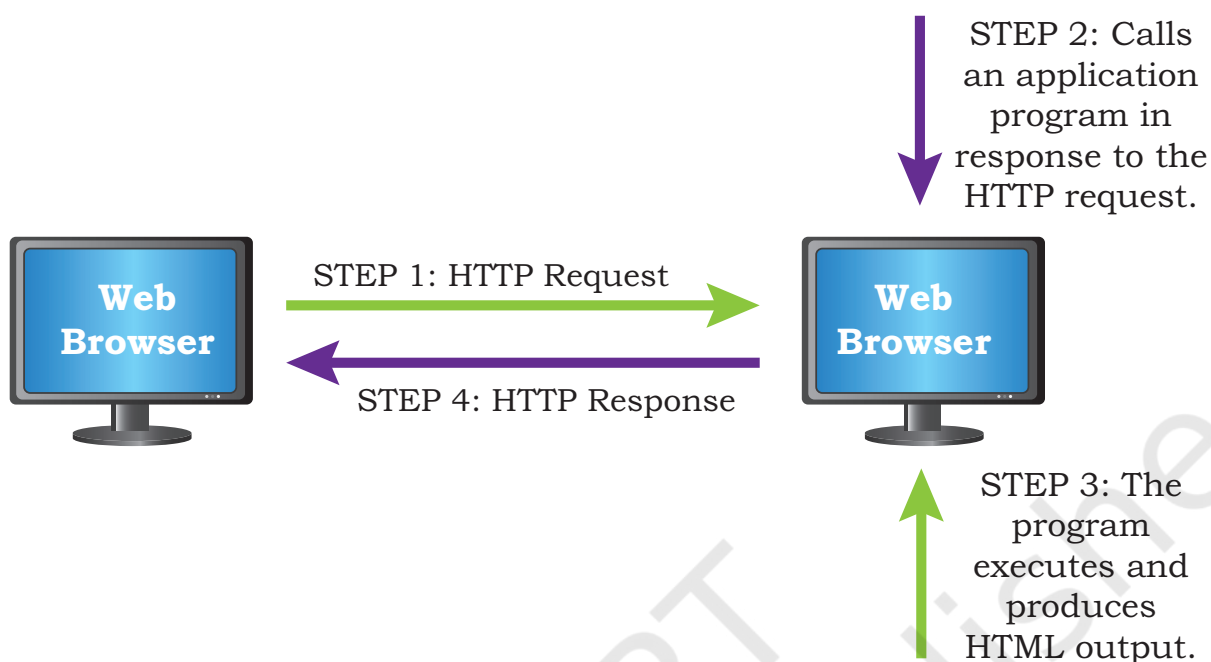 STEP 2: Calls
an application
program in
response to the
HTTP request.
Web
Browser
STEP 1: HTTP Request
STEP 4: HTTP Response
Web
Browser
STEP 3: The
program
executes and
produces
HTML output.